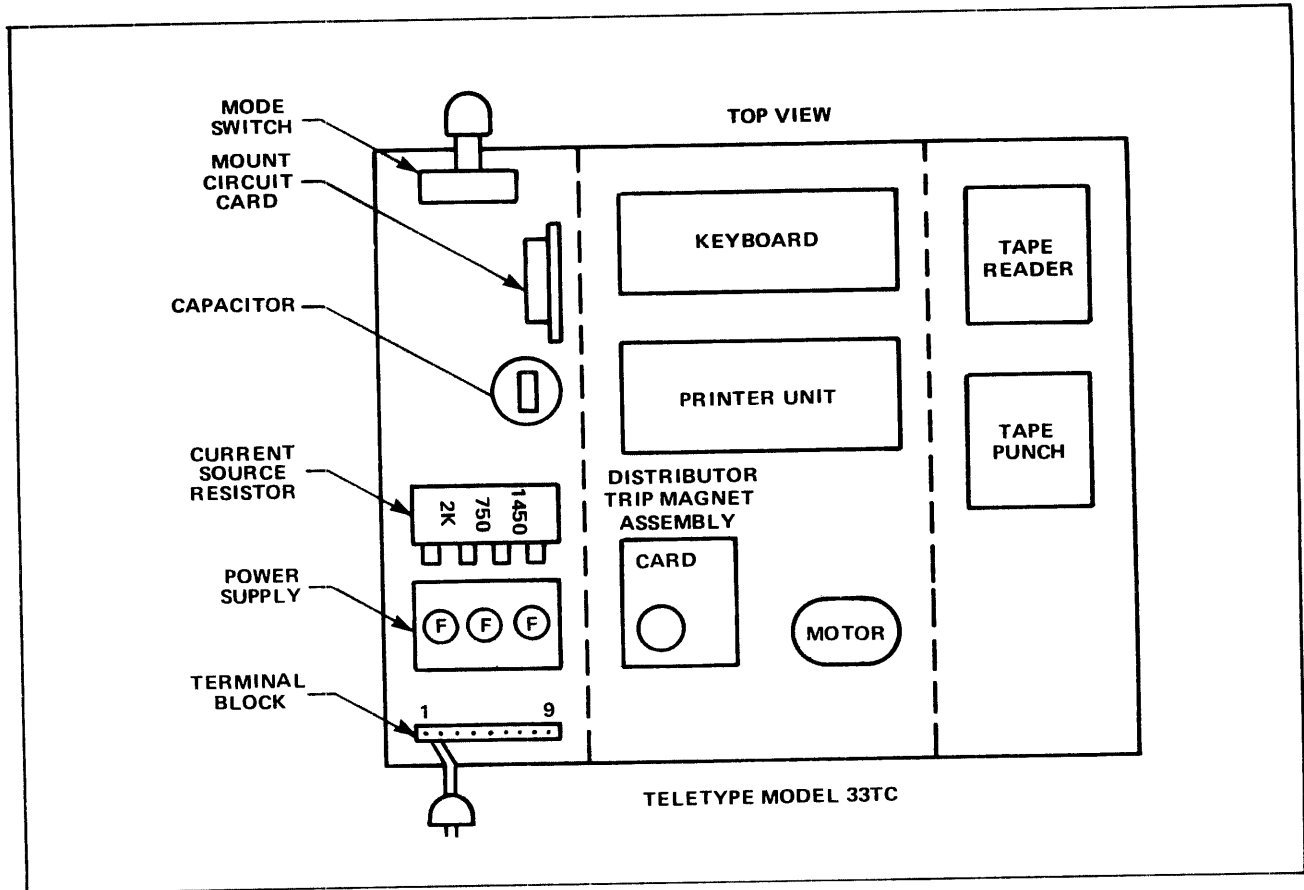 MODE
SWITCH
MOUNT
CIRCUIT
CARD
CAPACITOR
CURRENT
SOURCE
RESISTOR
POWER
SUPPLY
TERMINAL
BLOCK
2K
750
1450
F F F
1 9
TOP VIEW
KEYBOARD
PRINTER UNIT
DISTRIBUTOR
TRIP MAGNET
ASSEMBLY
CARD
MOTOR
TAPE
READER
TAPE
PUNCH
TELETYPE MODEL 33TC